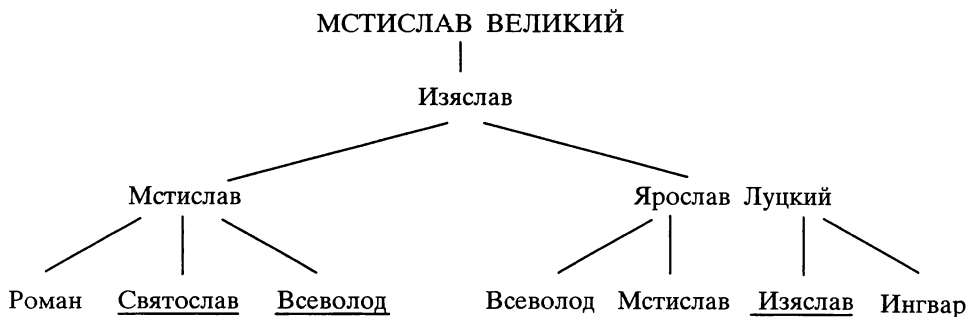 МСТИСЛАВ ВЕЛИКИЙ
Изяслав
Мстислав Ярослав Луцкий
Роман Святослав Всеволод Всеволод Мстислав Изяслав Ингвар